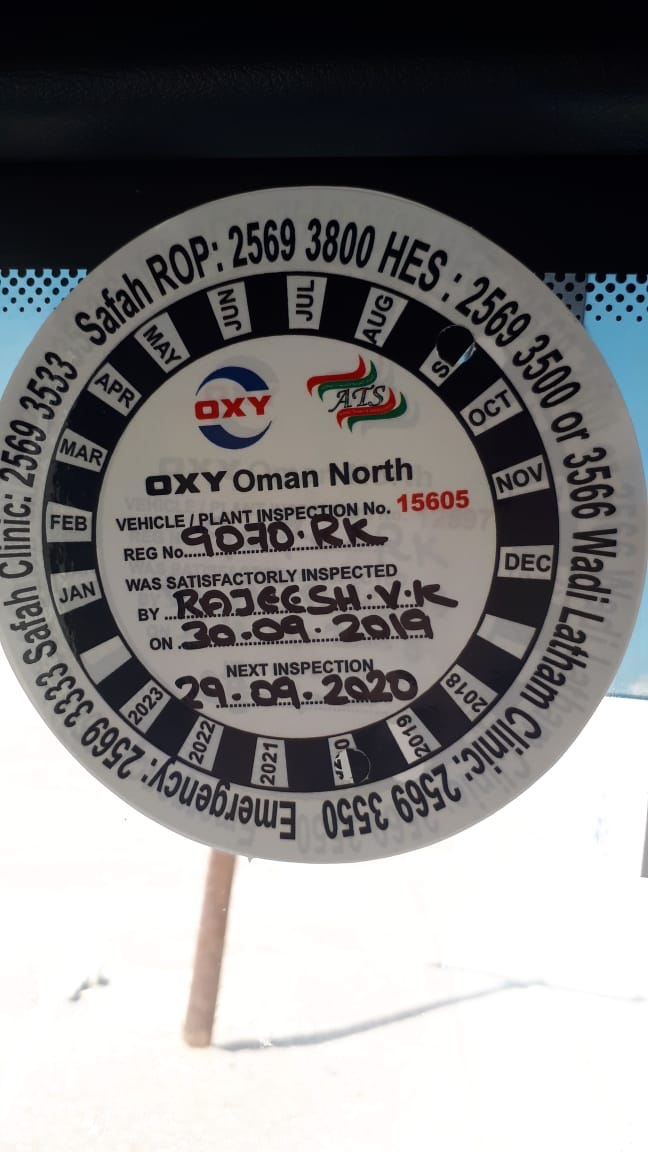 Safah ROP: 2569 3800 HES : 2569 3500 or 3566 Wadi Latham Clinic: 2569 3550 Emergency: 2569 3333 Safah Clinic: 2569 3533
JAN
FEB
MAR
APR
MAY
JUN
JUL
AUG
S
OCT
NOV
DEC
2018
2019
2021
2022
2023
OXY
ATS
OXY Oman North
VEHICLE / PLANT INSPECTION No. 15605
REG No. 9070.RK
WAS SATISFACTORLY INSPECTED
BY RAJEESH.V.K
ON 30.09.2019
NEXT INSPECTION
29.09.2020